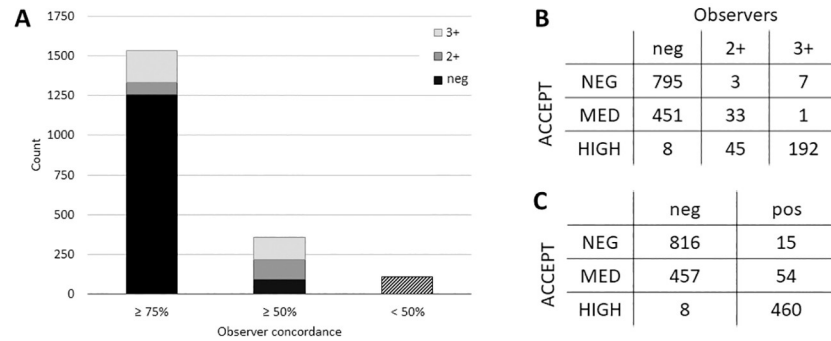 A
1750
1500
1250
1000
750
500
250
0
Count
3+
2+
neg
≥ 75%
≥ 50%
< 50%
Observer concordance
B
Observers
neg 2+ 3+
ACCEPT
NEG 795 3 7
MED 451 33 1
HIGH 8 45 192
C
neg pos
ACCEPT
NEG 816 15
MED 457 54
HIGH 8 460